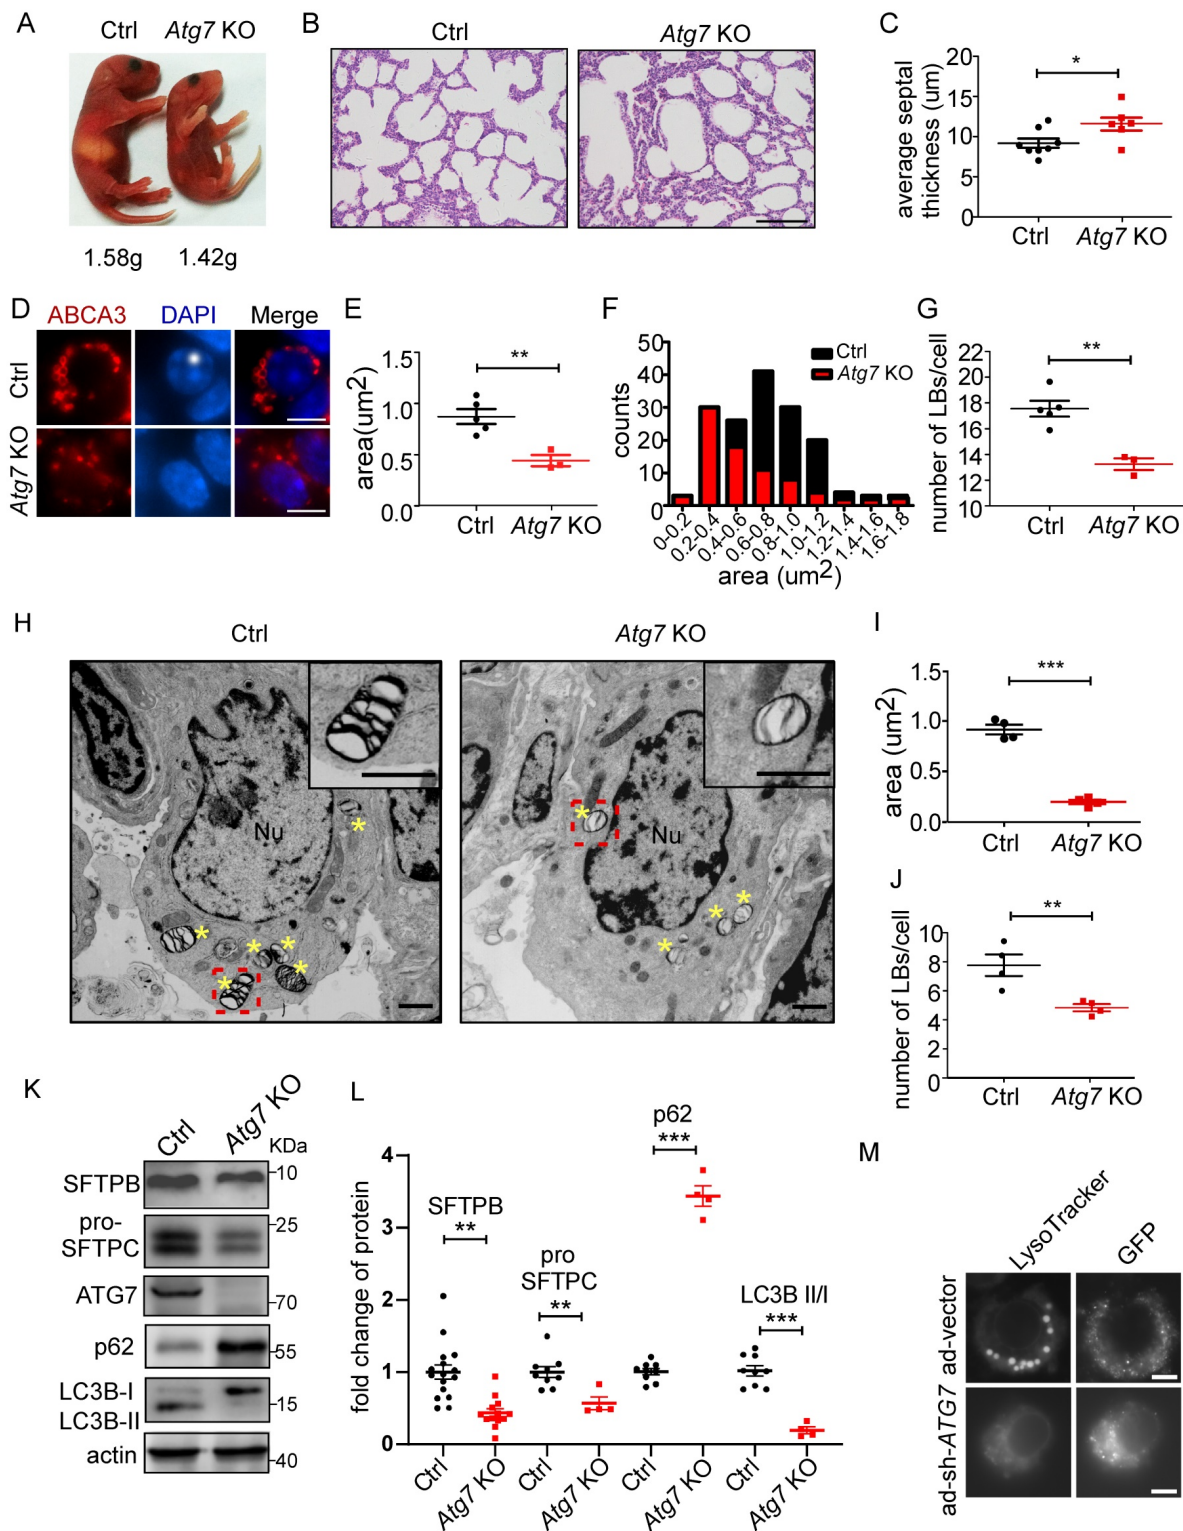 A
Ctrl
Atg7 KO
1.58g
1.42g
B
Ctrl
Atg7 KO
C
average septal
thickness (um)
20
15
10
5
0
*
Ctrl
Atg7 KO
D
ABCA3
DAPI
Merge
Ctrl
Atg7 KO
E
area(um2)
1.5
1.0
0.5
0.0
**
Ctrl
Atg7 KO
F
counts
50
40
30
20
10
0
Ctrl
Atg7 KO
0-0.2
0.2-0.4
0.4-0.6
0.6-0.8
0.8-1.0
1.0-1.2
1.2-1.4
1.4-1.6
1.6-1.8
area (um2)
G
number of LBs/cell
22
20
18
16
14
12
10
**
Ctrl
Atg7 KO
H
Ctrl
Atg7 KO
Nu
* * * * * *
Nu
* * * *
I
area (um2)
1.5
1.0
0.5
0.0
***
Ctrl
Atg7 KO
J
number of LBs/cell
10
8
6
4
2
0
**
Ctrl
Atg7 KO
K
Ctrl
Atg7 KO
KDa
SFTPB
10
pro-
SFTPC
25
15
ATG7
70
p62
55
LC3B-I
LC3B-II
15
actin
40
L
fold change of protein
4
3
2
1
0
SFTPB
**
pro
SFTPC
**
p62
***
LC3B II/I
***
Ctrl
Atg7 KO
Ctrl
Atg7 KO
Ctrl
Atg7 KO
Ctrl
Atg7 KO
M
LysoTracker
GFP
ad-vector
ad-sh-ATG7